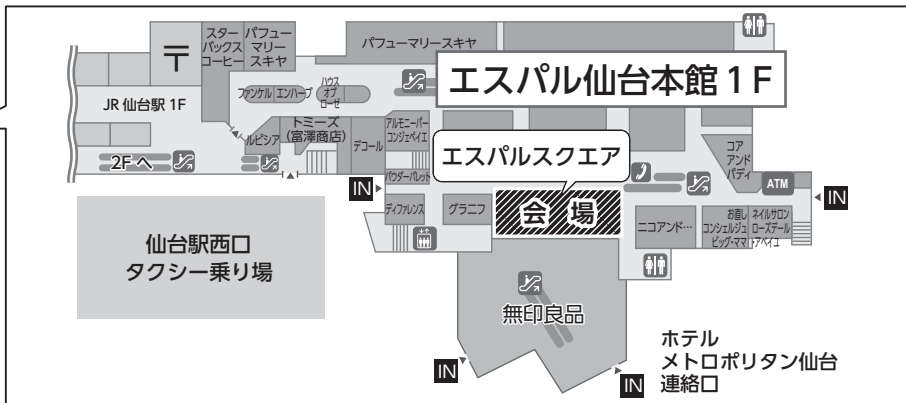 スター
バックス
コーヒー
パフュー
マリー
スキヤ
パフューマリースキヤ
〒
エスパル仙台本館 1F
JR 仙台駅 1F
ファンケル
エンハーブ
ハウス
オブ
ローゼ
ルピシア
トミーズ
(富澤商店)
デコール
アルモニーバー
コンジェペイエ
エスパルスクエア
コア
アンド
バディ
2F へ
IN
パウダーパレット
ATM
IN
ディファレンス
グラニフ
会 場
ニコアンド…
お直し
コンシェルジュ
ビッグ・ママ
ネイルサロン
ローズデール
・アペイエ
仙台駅西口
タクシー乗り場
無印良品
ホテル
メトロポリタン仙台
連絡口
IN
IN